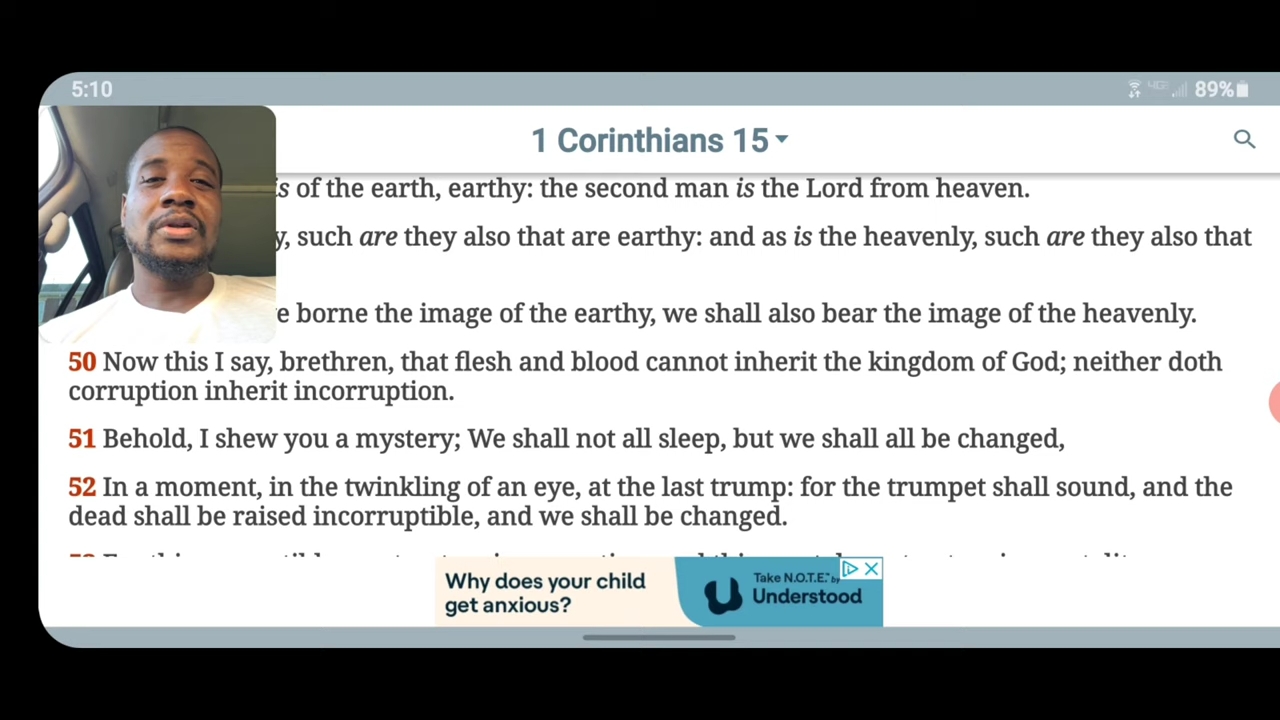 5:10
4GE 89%
1 Corinthians 15
is of the earth, earthy: the second man is the Lord from heaven.
y, such are they also that are earthy: and as is the heavenly, such are they also that
e borne the image of the earthy, we shall also bear the image of the heavenly.
50 Now this I say, brethren, that flesh and blood cannot inherit the kingdom of God; neither doth
corruption inherit incorruption.
51 Behold, I shew you a mystery; We shall not all sleep, but we shall all be changed,
52 In a moment, in the twinkling of an eye, at the last trump: for the trumpet shall sound, and the
dead shall be raised incorruptible, and we shall be changed.
Why does your child
get anxious?
Take N.O.T.E.™ by
Understood